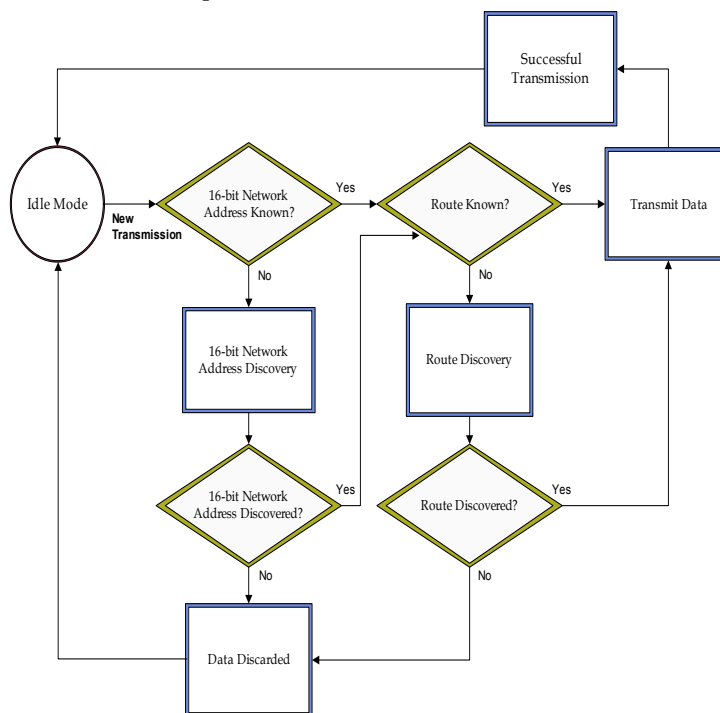 Successful
Transmission
Idle Mode
New
Transmission
16-bit Network
Address Known?
Yes
Route Known?
Yes
Transmit Data
No
No
16-bit Network
Address Discovery
Route Discovery
16-bit Network
Address Discovered?
Yes
Route Discovered?
Yes
No
No
Data Discarded